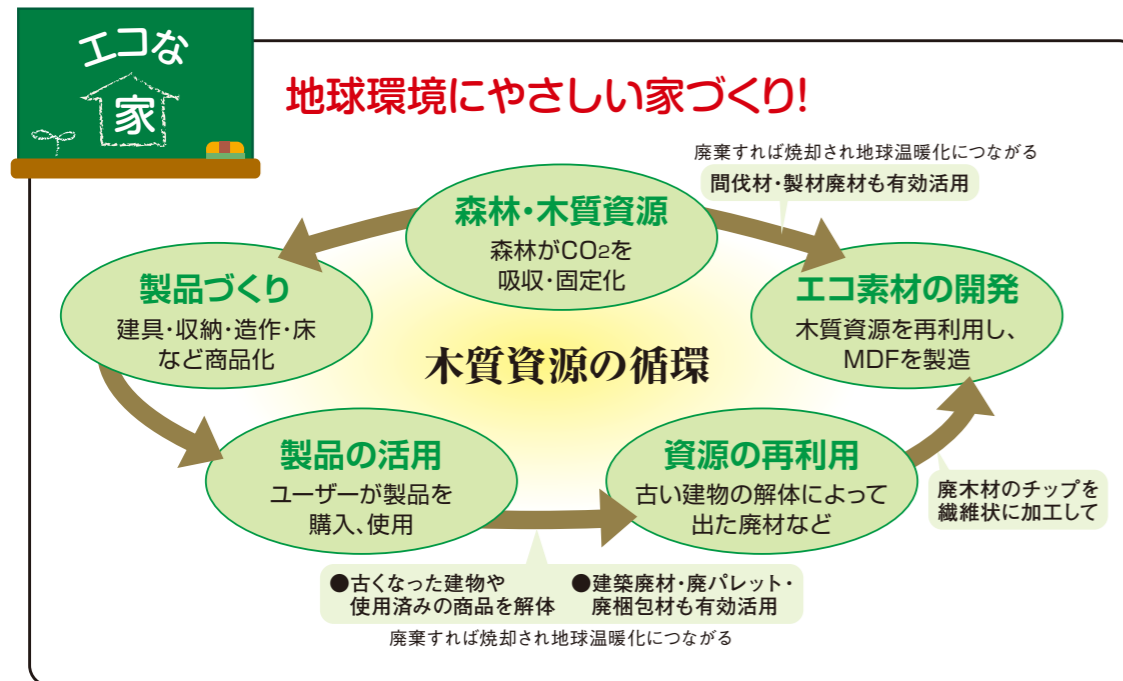 エコな
家
地球環境にやさしい家づくり!
廃棄すれば焼却され地球温暖化につながる
間伐材・製材廃材も有効活用
森林・木質資源
森林がCO2を
吸収・固定化
製品づくり
建具・収納・造作・床
など商品化
エコ素材の開発
木質資源を再利用し、
MDFを製造
木質資源の循環
製品の活用
ユーザーが製品を
購入、使用
資源の再利用
古い建物の解体によって
出た廃材など
廃木材のチップを
繊維状に加工して
●古くなった建物や
使用済みの商品を解体
●建築廃材・廃パレット・
廃梱包材も有効活用
廃棄すれば焼却され地球温暖化につながる